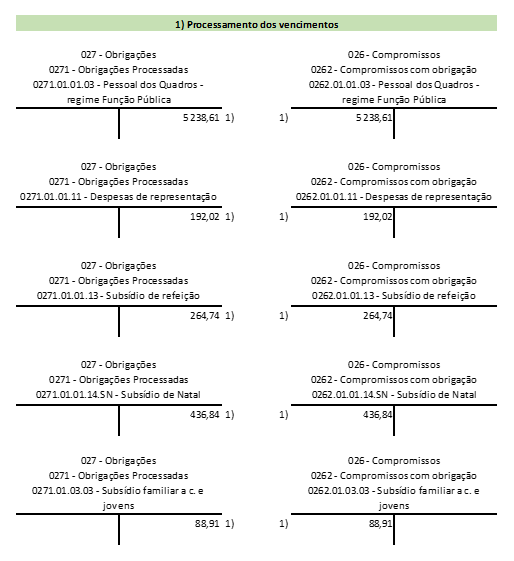 1) Processamento dos vencimentos
027 - Obrigações
0271 - Obrigações Processadas
0271.01.01.03 - Pessoal dos Quadros -
regime Função Pública
5 238,61 1)
026 - Compromissos
0262 - Compromissos com obrigação
0262.01.01.03 - Pessoal dos Quadros -
regime Função Pública
1) 5 238,61
027 - Obrigações
0271 - Obrigações Processadas
0271.01.01.11 - Despesas de representação
192,02 1)
026 - Compromissos
0262 - Compromissos com obrigação
0262.01.01.11 - Despesas de representação
1) 192,02
027 - Obrigações
0271 - Obrigações Processadas
0271.01.01.13 - Subsídio de refeição
264,74 1)
026 - Compromissos
0262 - Compromissos com obrigação
0262.01.01.13 - Subsídio de refeição
1) 264,74
027 - Obrigações
0271 - Obrigações Processadas
0271.01.01.14.SN - Subsídio de Natal
436,84 1)
026 - Compromissos
0262 - Compromissos com obrigação
0262.01.01.14.SN - Subsídio de Natal
1) 436,84
027 - Obrigações
0271 - Obrigações Processadas
0271.01.03.03 - Subsídio familiar a c. e
jovens
88,91 1)
026 - Compromissos
0262 - Compromissos com obrigação
0262.01.03.03 - Subsídio familiar a c. e
jovens
1) 88,91